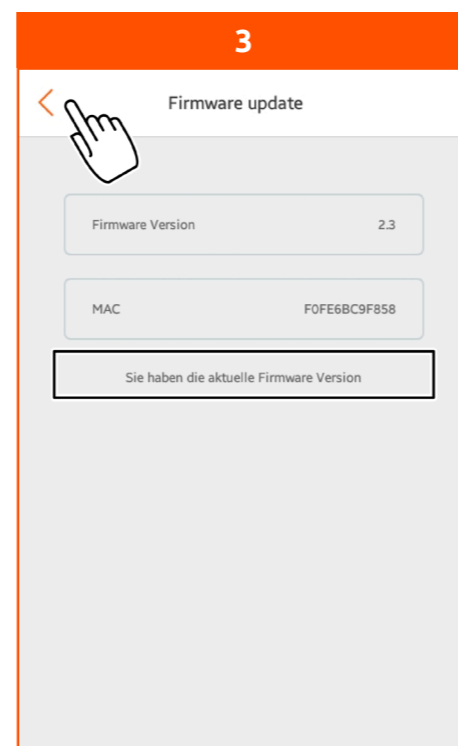 3
Firmware update
Firmware Version 2.3
MAC F0FE6BC9F858
Sie haben die aktuelle Firmware Version